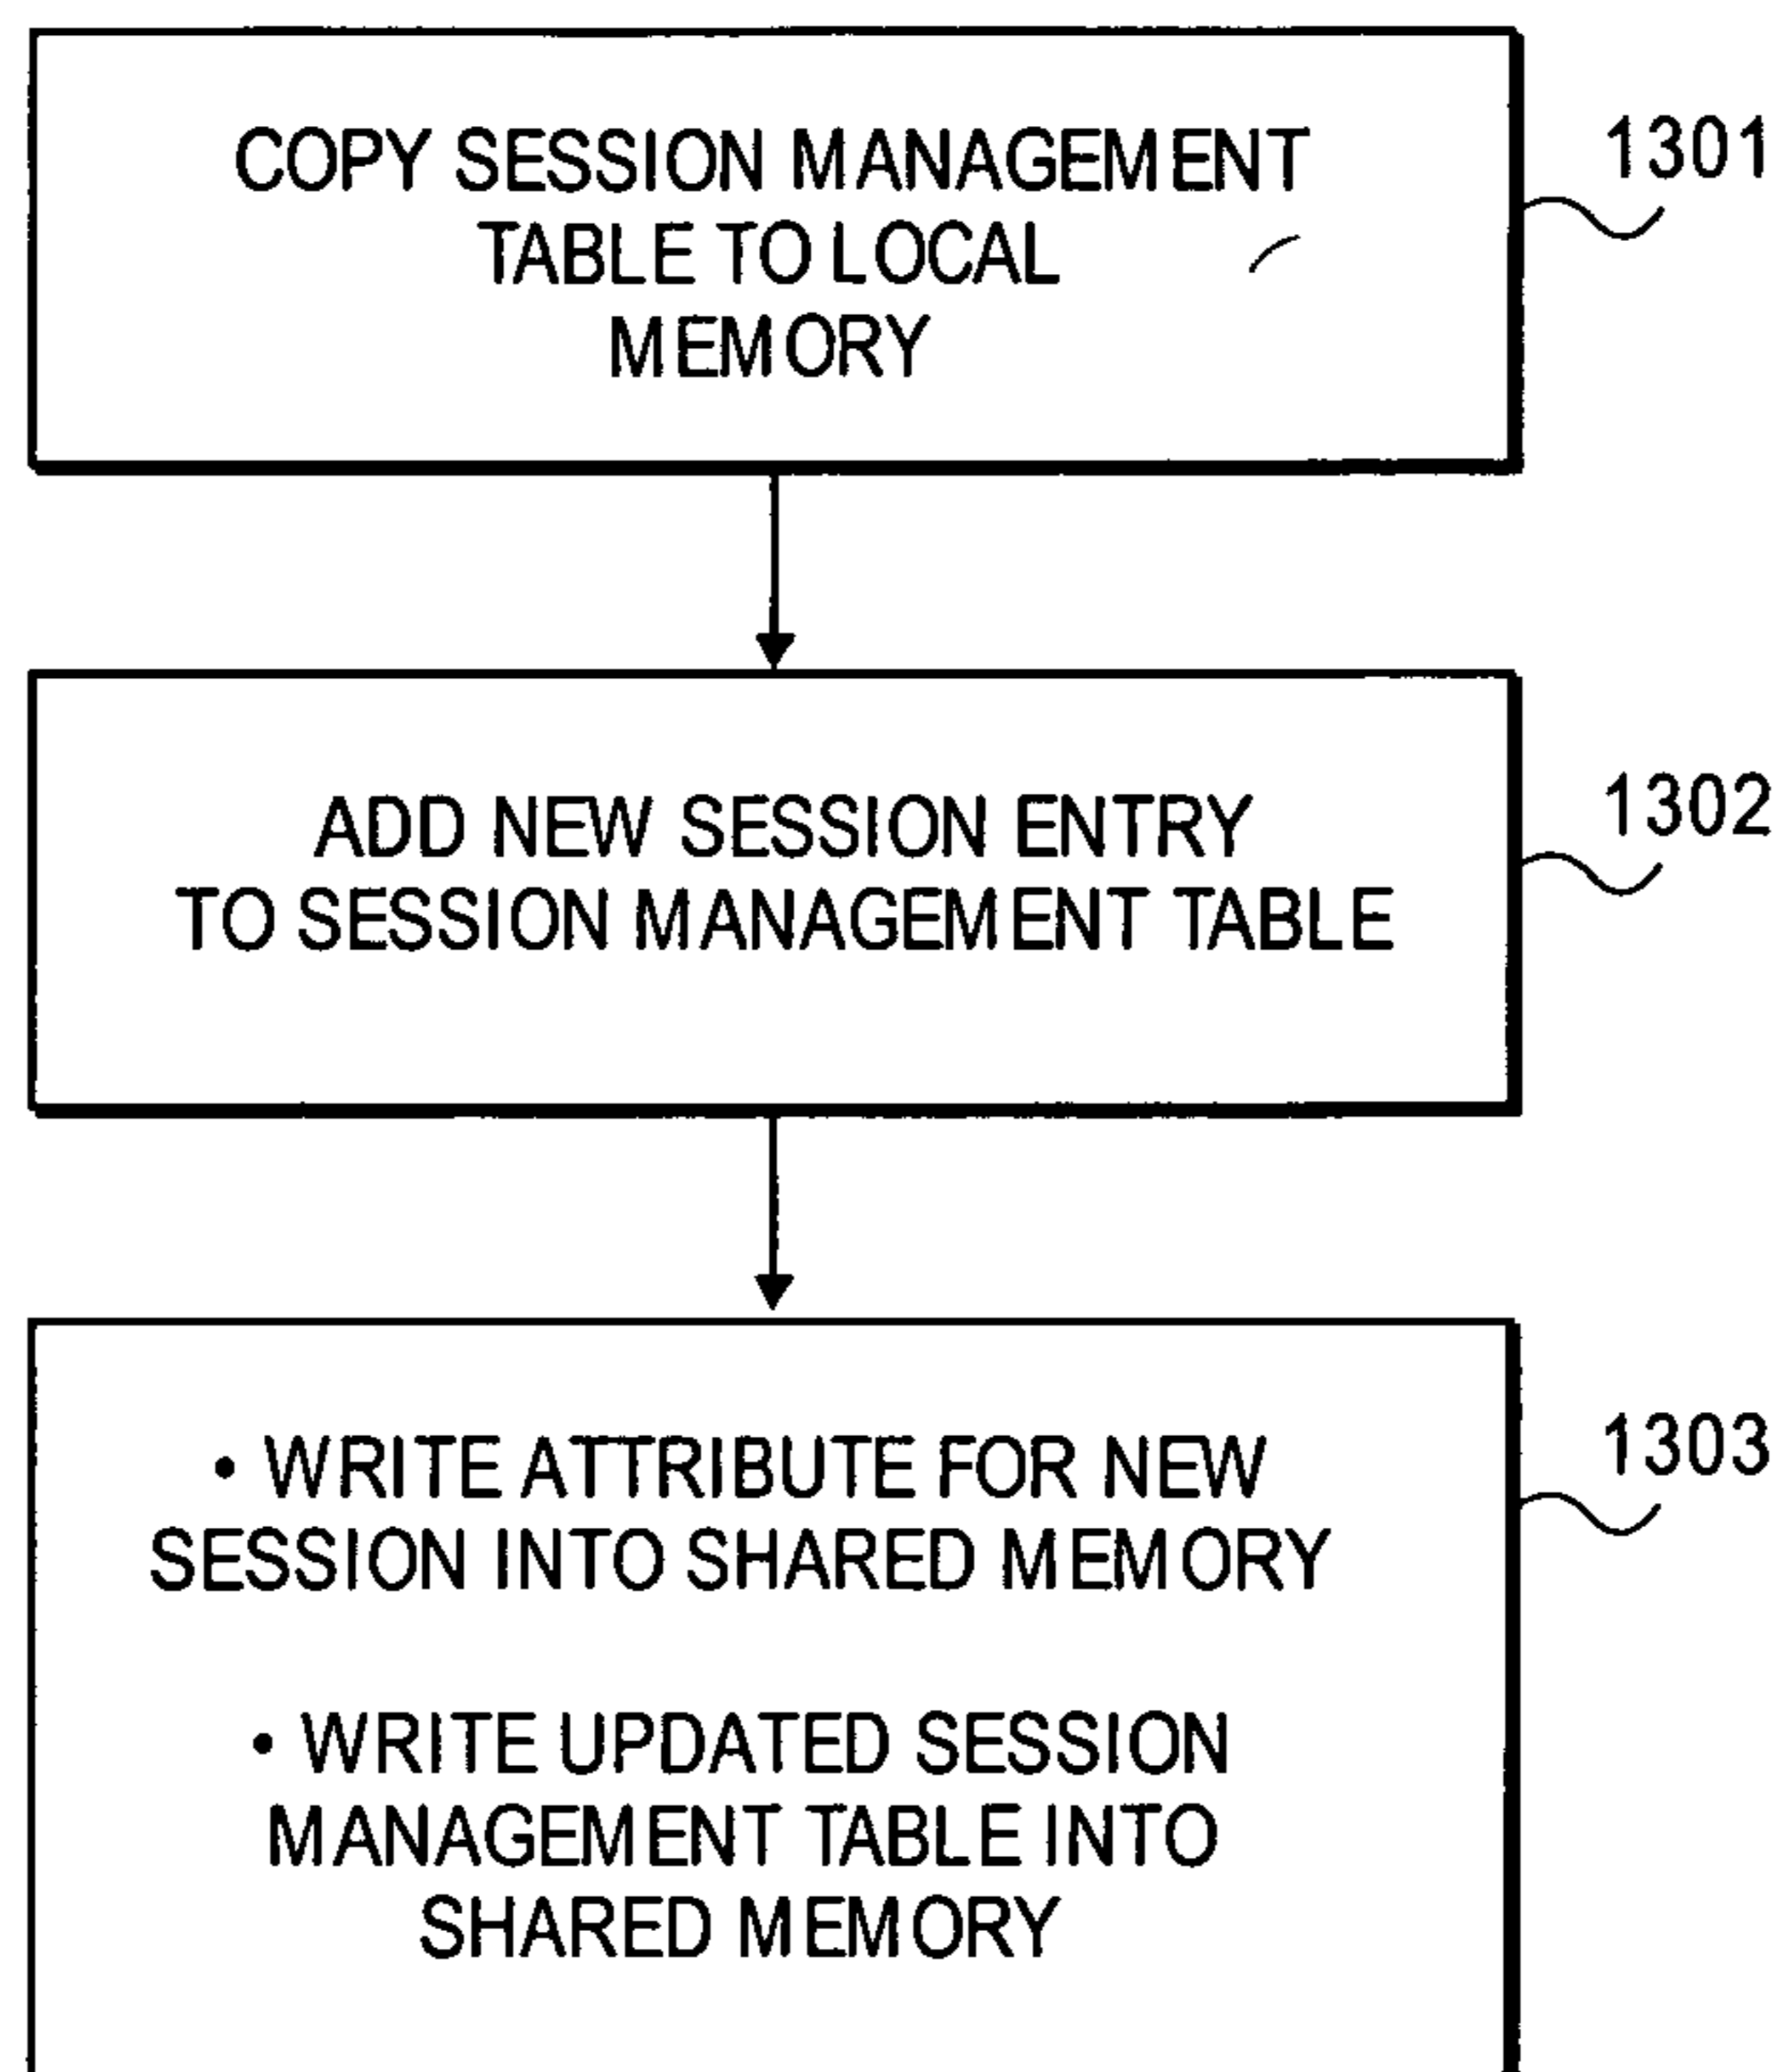 COPY SESSION MANAGEMENT
TABLE TO LOCAL
MEMORY
1301
ADD NEW SESSION ENTRY
TO SESSION MANAGEMENT TABLE
1302
• WRITE ATTRIBUTE FOR NEW
SESSION INTO SHARED MEMORY
• WRITE UPDATED SESSION
MANAGEMENT TABLE INTO
SHARED MEMORY
1303